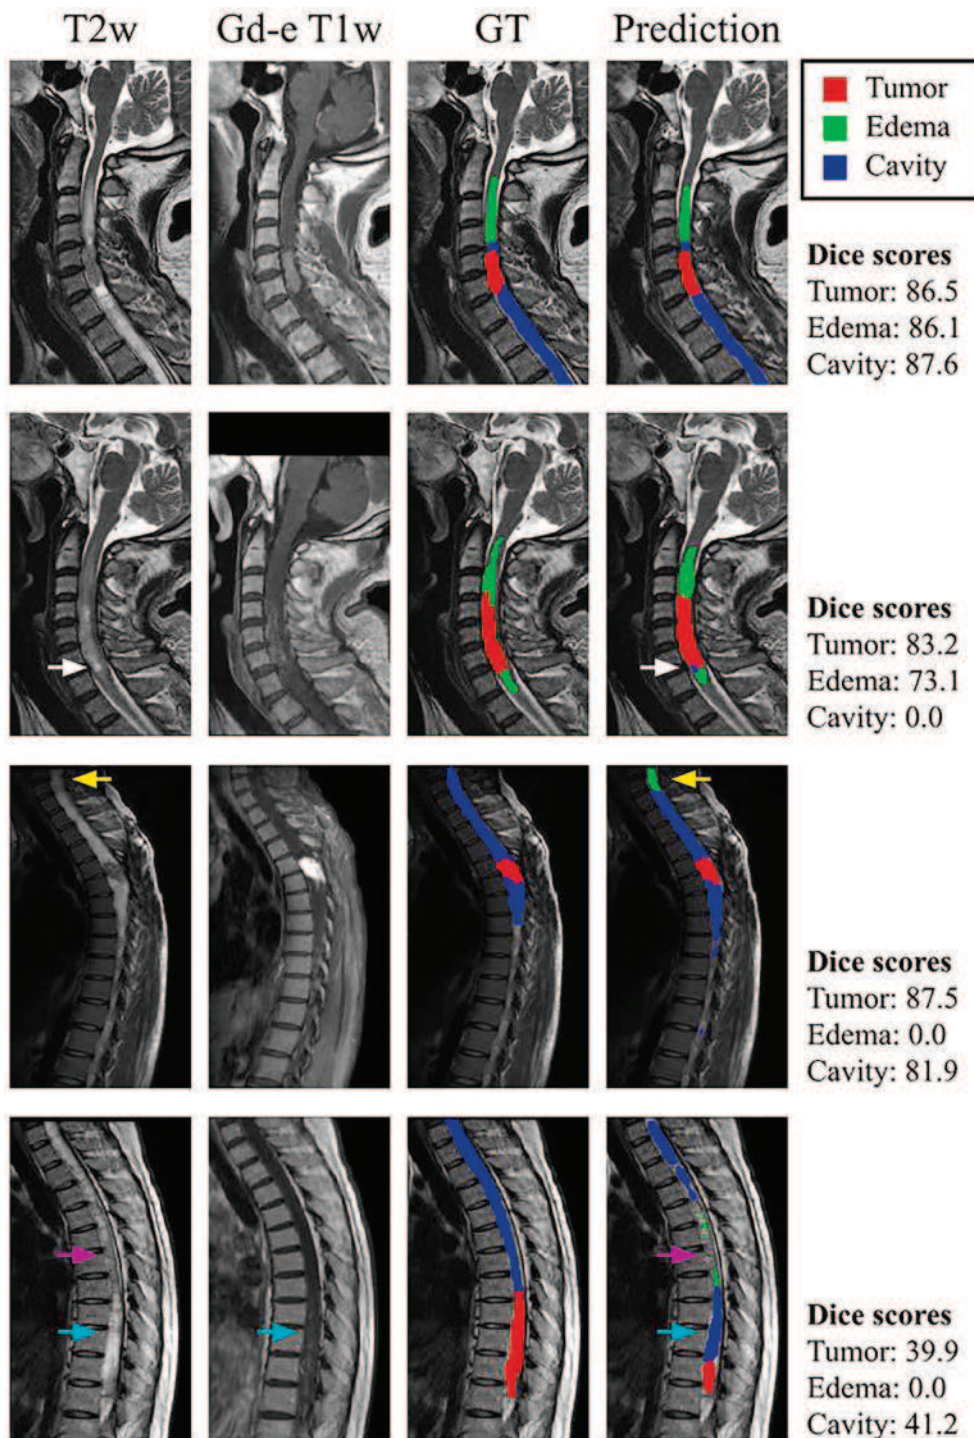 T2w Gd-e T1w GT Prediction
Tumor
Edema
Cavity
Dice scores
Tumor: 86.5
Edema: 86.1
Cavity: 87.6
Dice scores
Tumor: 83.2
Edema: 73.1
Cavity: 0.0
Dice scores
Tumor: 87.5
Edema: 0.0
Cavity: 81.9
Dice scores
Tumor: 39.9
Edema: 0.0
Cavity: 41.2